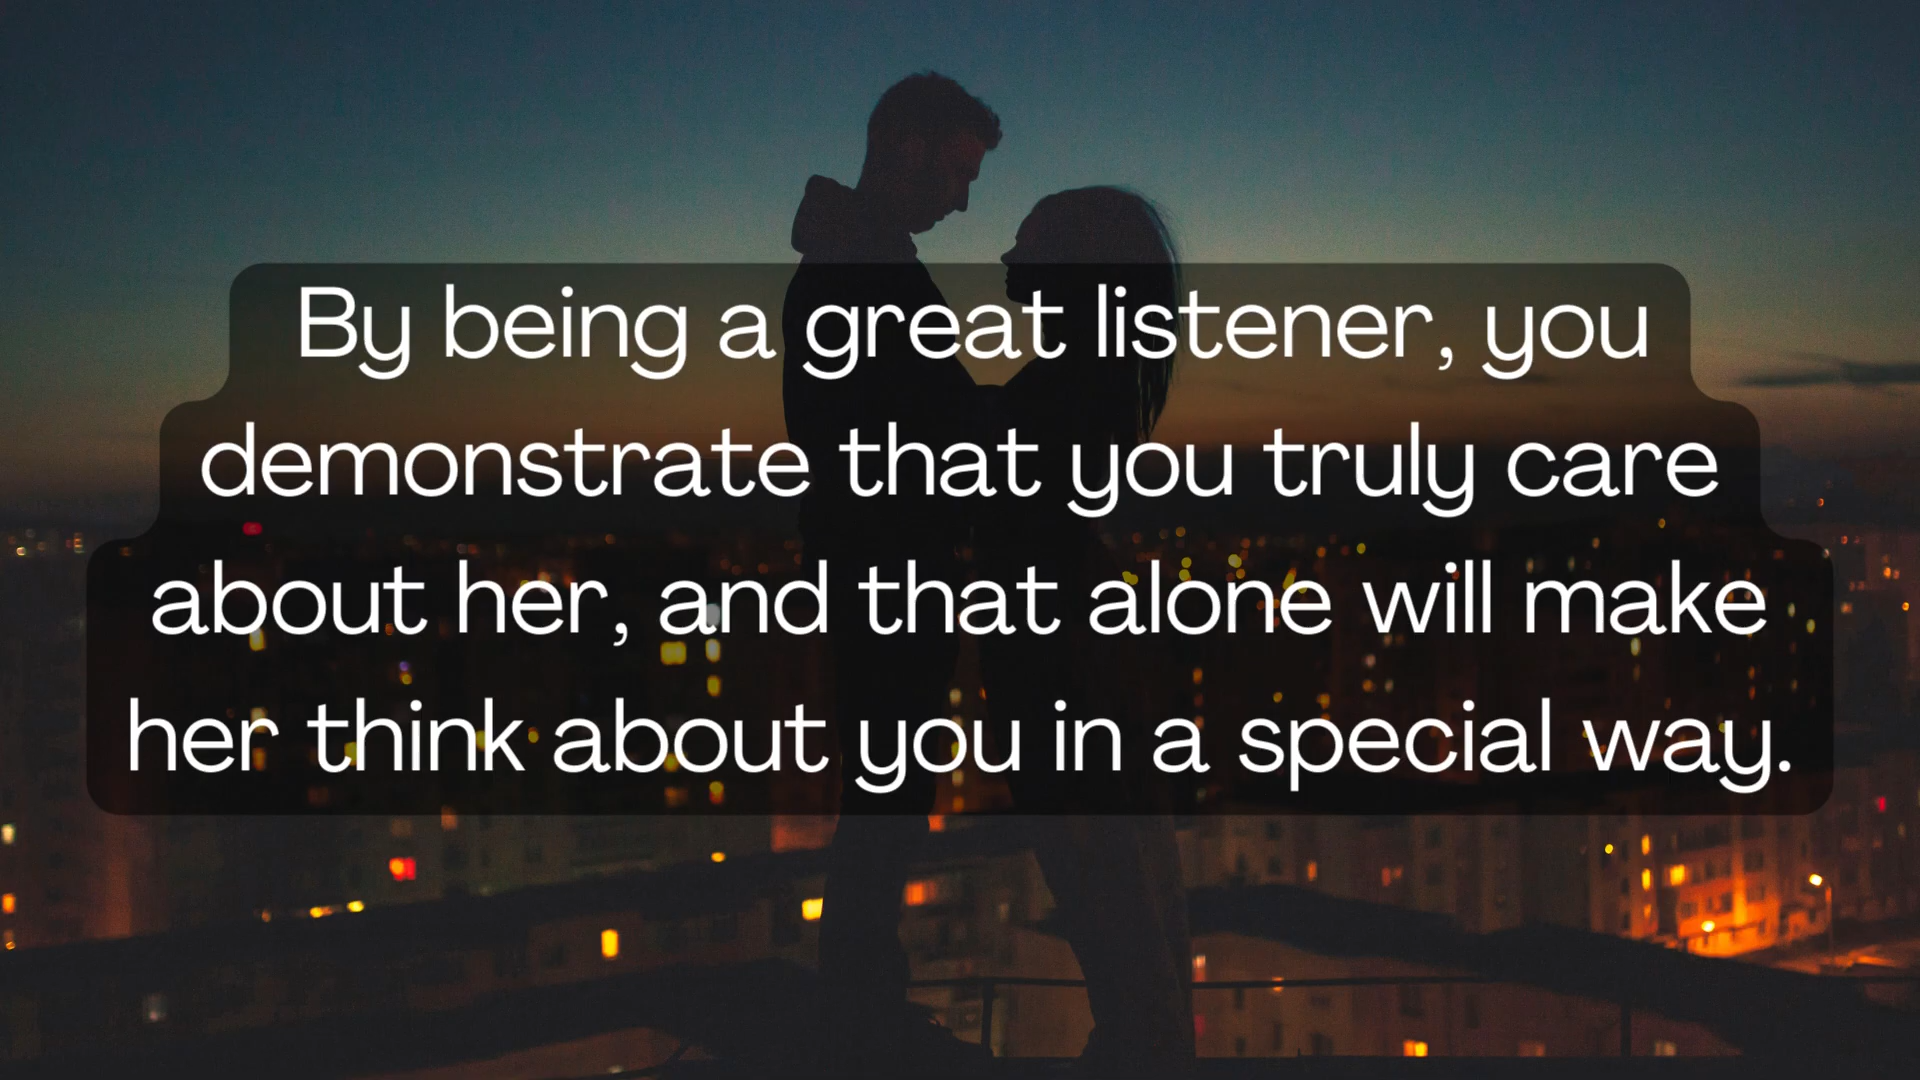 By being a great listener, you
demonstrate that you truly care
about her, and that alone will make
her think about you in a special way.